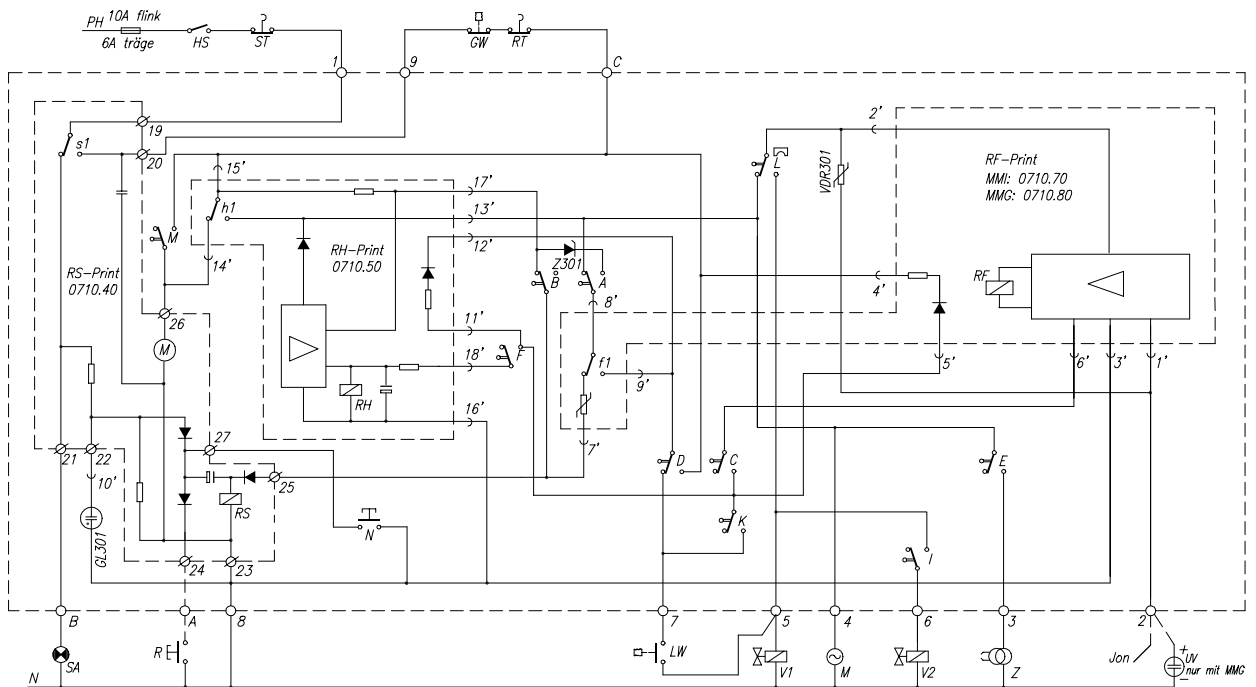 PH 10A flink
6A träge HS ST GW RT
1 9 C
19 2'
s1 20
15' L VDR301 RF-Print
MMI: 0710.70
MMG: 0710.80
17'
h1 13'
M RH-Print
0710.50
12'
RS-Print
0710.40
14' Z301
B A
8' 4' RF
26 11'
M 18' F f1 5' 6' 3' 1'
RH 9'
16'
27 7'
21 22 D C E
10' 25
RS K
N
GL301 I
24 23
B A 8 7 5 4 6 3 2
SA R LW V1 M V2 Z Jon + UV
- nur mit MMG
N